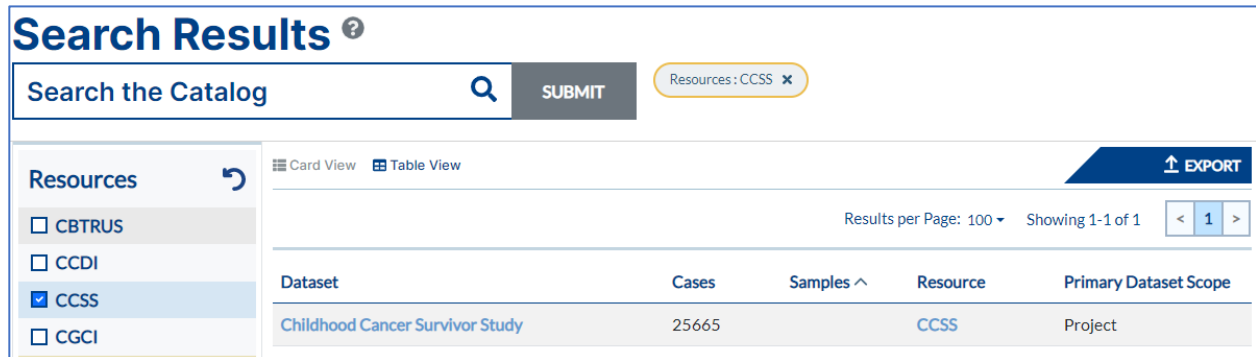 Search Results ?
Search the Catalog SUBMIT Resources : CCSS ×
Resources
CBTRUS
CCDI
CCSS
CGCI
Card View Table View EXPORT
Results per Page: 100 Showing 1-1 of 1 < 1 >
Dataset Cases Samples Resource Primary Dataset Scope
Childhood Cancer Survivor Study 25665 CCSS Project